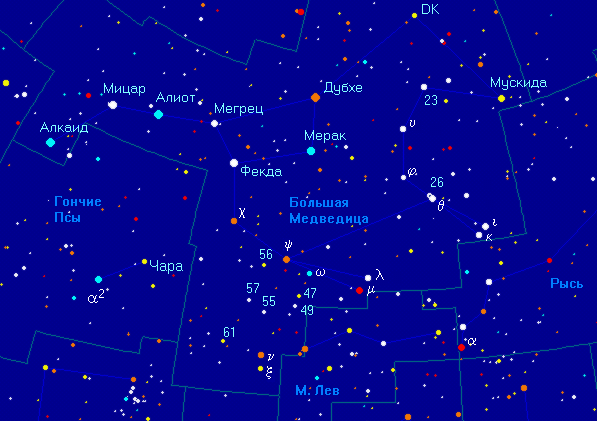 DK
Мускида
Дубхе
23
Мицар
Алиот
Мегрец
Алкаид
υ
Мерак
Фекда
φ
26
θ
Гончие
Псы
χ
Большая
Медведица
ι
κ
ψ
56
Чара
ω
λ
Рысь
α²
57
55
47
μ
49
61
α
ν
ξ
М. Лев